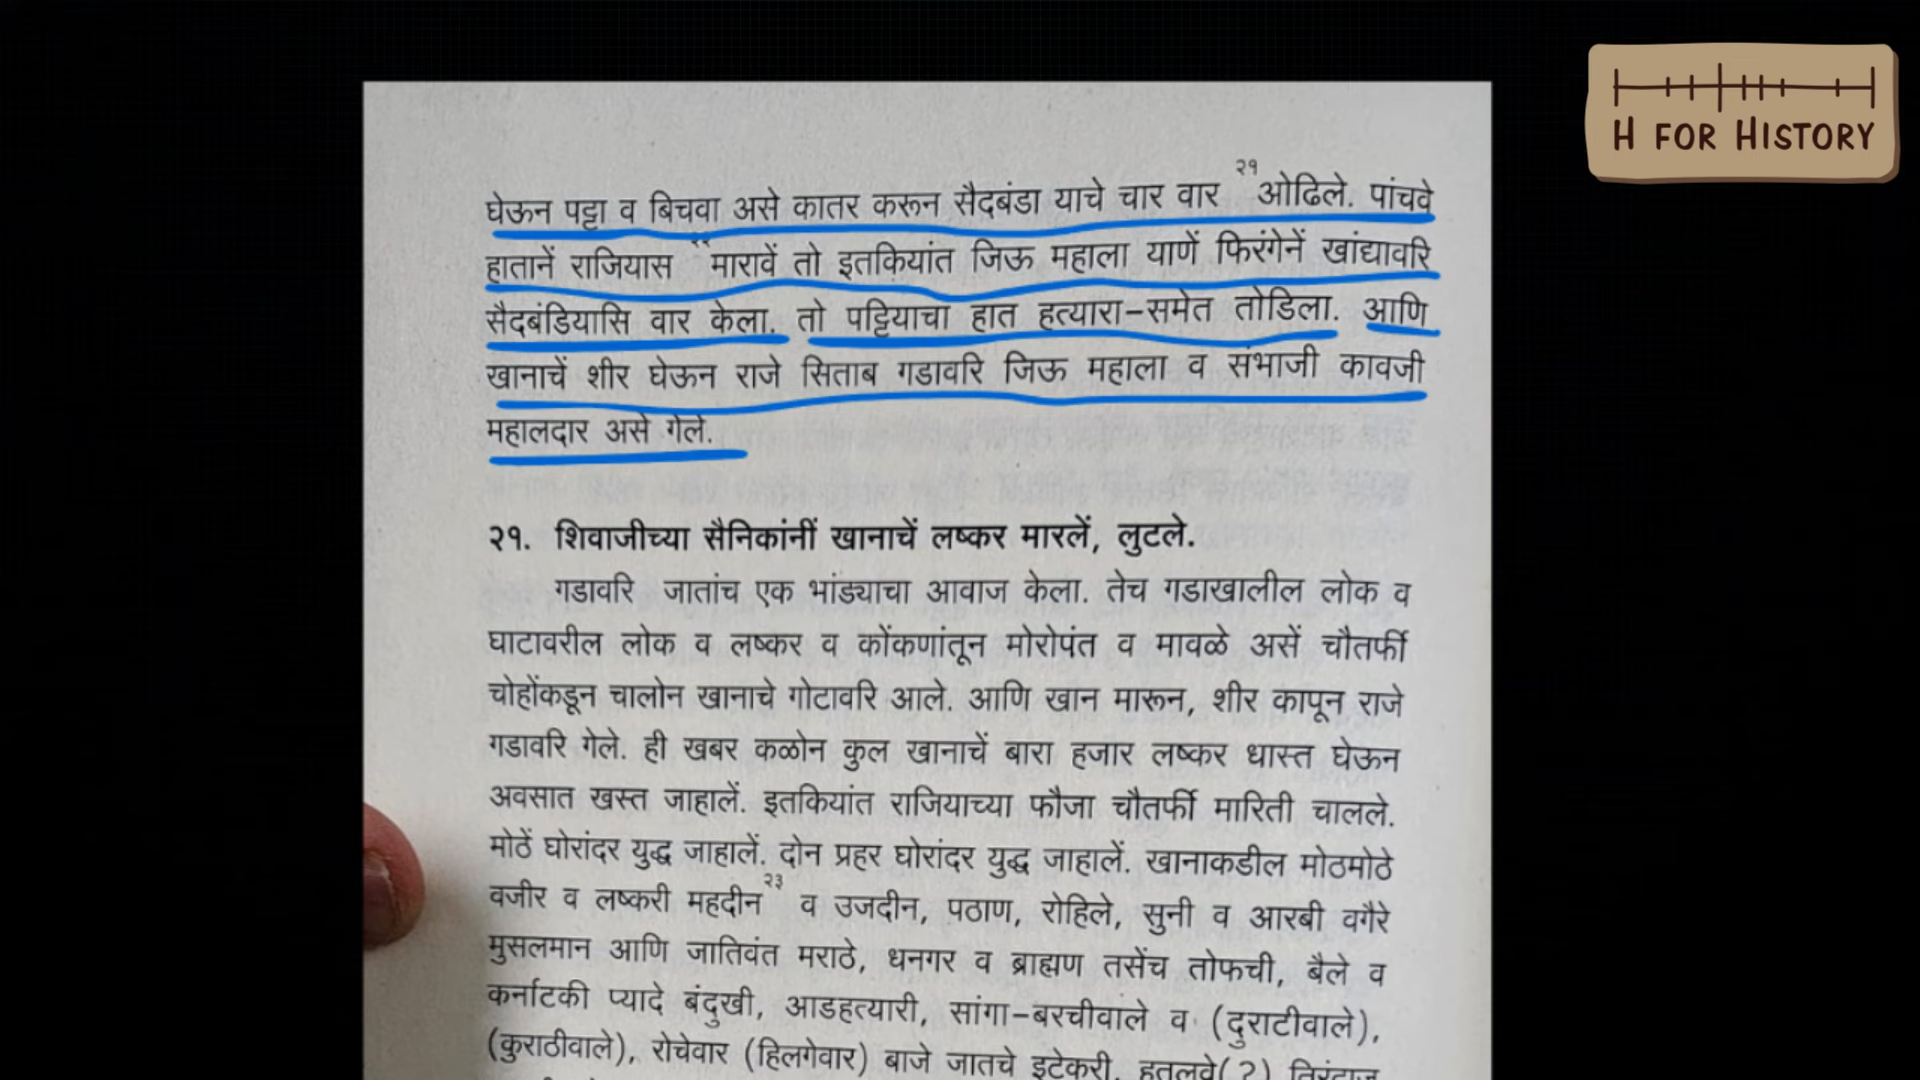 H FOR HISTORY
घेऊन पट्टा व बिचवा असे कातर करून सैदबंडा याचे चार वार २१ओढिले. पांचवे
हातानें राजियास २२मारावें तो इतकियांत जिऊ महाला याणें फिरंगेनें खांद्यावरि
सैदबंडियासि वार केला. तो पट्टियाचा हात हत्यारा-समेत तोडिला. आणि
खानाचें शीर घेऊन राजे सिताब गडावरि जिऊ महाला व संभाजी कावजी
महालदार असे गेले.
२१. शिवाजीच्या सैनिकांनीं खानाचें लष्कर मारलें, लुटले.
गडावरि जातांच एक भांड्याचा आवाज केला. तेच गडाखालील लोक व
घाटावरील लोक व लष्कर व कोंकणांतून मोरोपंत व मावळे असें चौतर्फी
चोहोंकडून चालोन खानाचे गोटावरि आले. आणि खान मारून, शीर कापून राजे
गडावरि गेले. ही खबर कळोन कुल खानाचें बारा हजार लष्कर धास्त घेऊन
अवसात खस्त जाहालें. इतकियांत राजियाच्या फौजा चौतर्फी मारिती चालले.
मोठें घोरांदर युद्ध जाहालें. दोन प्रहर घोरांदर युद्ध जाहालें. खानाकडील मोठमोठे
वजीर व लष्करी महदीन२३ व उजदीन, पठाण, रोहिले, सुनी व आरबी वगैरे
मुसलमान आणि जातिवंत मराठे, धनगर व ब्राह्मण तसेंच तोफची, बैले व
कर्नाटकी प्यादे बंदुखी, आडहत्यारी, सांगा-बरचीवाले व (दुराटीवाले),
(कुराठीवाले), रोचेवार (हिलगेवार) बाजे जातचे इटेकरी, हतलवे(?) तिरंदाज